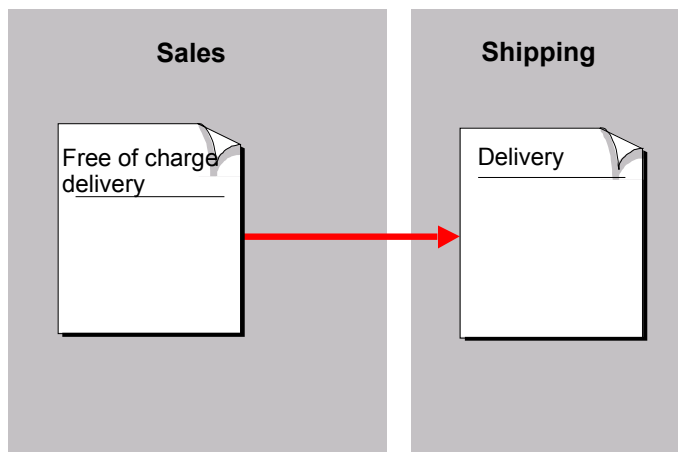 Sales
Shipping
Free of charge
delivery
Delivery